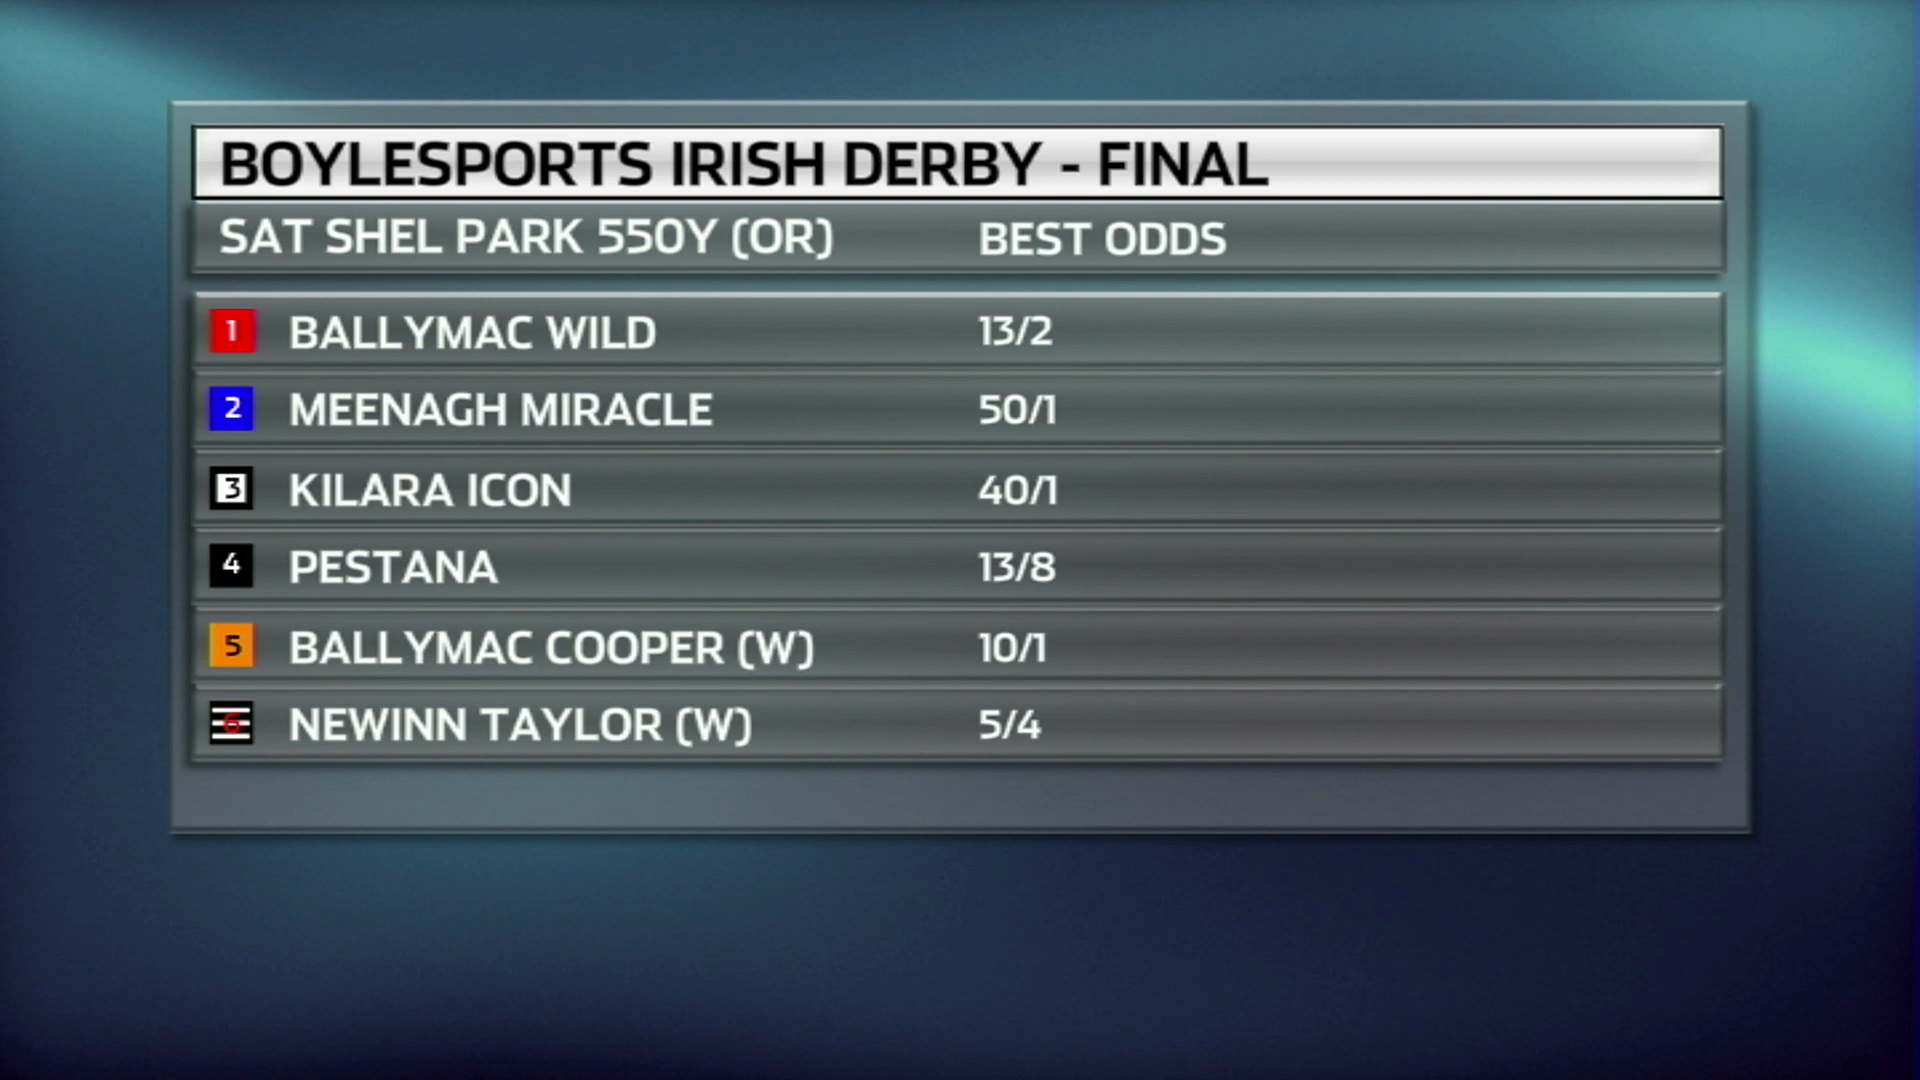 BOYLESPORTS IRISH DERBY - FINAL
SAT SHEL PARK 550Y (OR) BEST ODDS
1 BALLYMAC WILD 13/2
2 MEENAGH MIRACLE 50/1
3 KILARA ICON 40/1
4 PESTANA 13/8
5 BALLYMAC COOPER (W) 10/1
6 NEWINN TAYLOR (W) 5/4